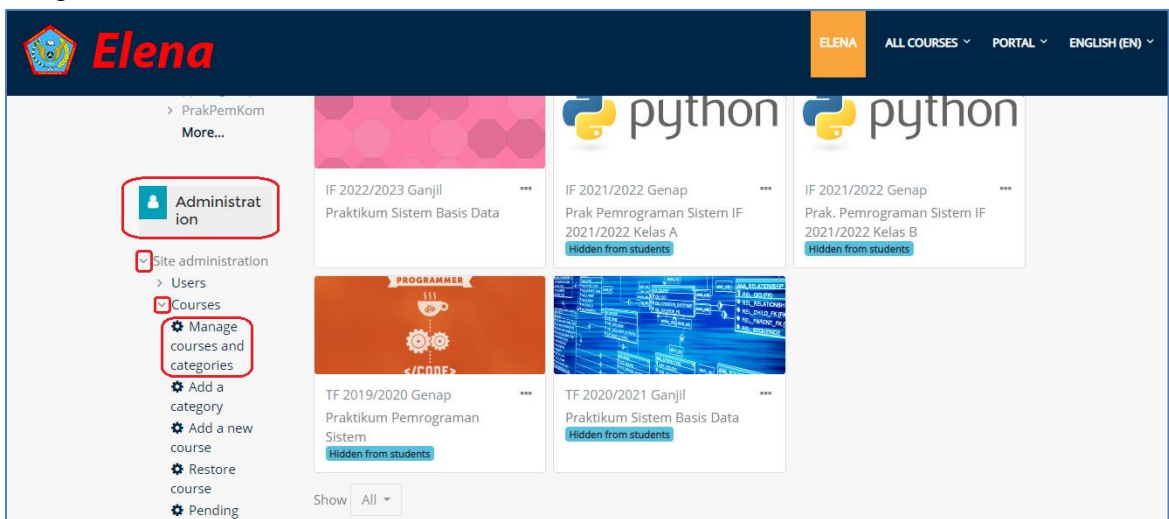 Elena
ELENA
ALL COURSES
PORTAL
ENGLISH (EN)
PrakPemKom
More...
Administrat
ion
Site administration
Users
Courses
Manage
courses and
categories
Add a
category
Add a new
course
Restore
course
Pending
IF 2022/2023 Ganjil
Praktikum Sistem Basis Data
python
IF 2021/2022 Genap
Prak Pemrograman Sistem IF
2021/2022 Kelas A
Hidden from students
python
IF 2021/2022 Genap
Prak. Pemrograman Sistem IF
2021/2022 Kelas B
Hidden from students
PROGRAMMER
</CODE>
TF 2019/2020 Genap
Praktikum Pemrograman
Sistem
Hidden from students
TF 2020/2021 Ganjil
Praktikum Sistem Basis Data
Hidden from students
Show All